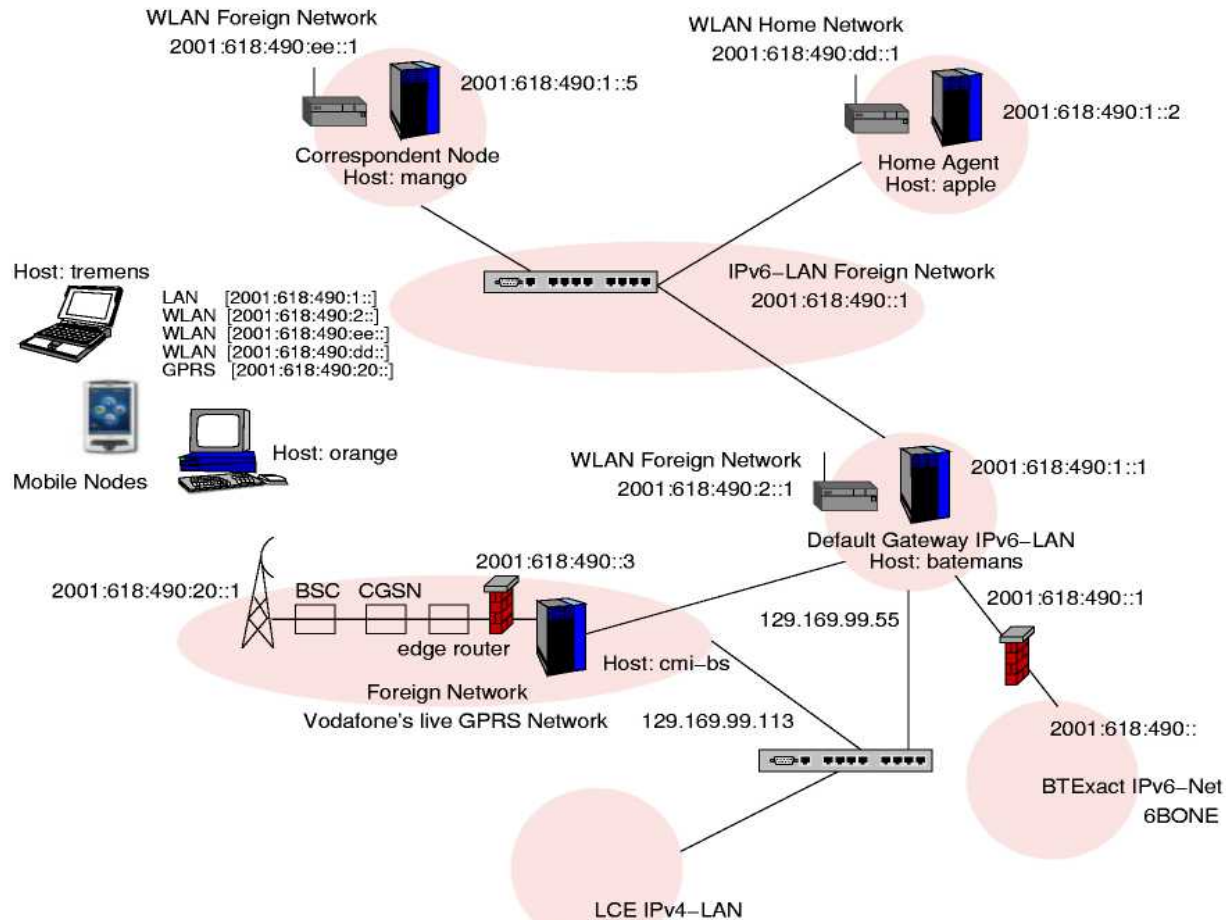 WLAN Foreign Network
2001:618:490:ee::1
2001:618:490:1::5
Correspondent Node
Host: mango
WLAN Home Network
2001:618:490:dd::1
2001:618:490:1::2
Home Agent
Host: apple
IPv6-LAN Foreign Network
2001:618:490::1
Host: tremens
LAN [2001:618:490:1::]
WLAN [2001:618:490:2::]
WLAN [2001:618:490:ee::]
WLAN [2001:618:490:dd::]
GPRS [2001:618:490:20::]
Host: orange
Mobile Nodes
WLAN Foreign Network
2001:618:490:2::1
2001:618:490:1::1
Default Gateway IPv6-LAN
Host: batemans
2001:618:490::3
2001:618:490:20::1
BSC
CGSN
edge router
Host: cmi-bs
Foreign Network
Vodafone's live GPRS Network
129.169.99.55
2001:618:490::1
129.169.99.113
2001:618:490::
BTExact IPv6-Net
6BONE
LCE IPv4-LAN